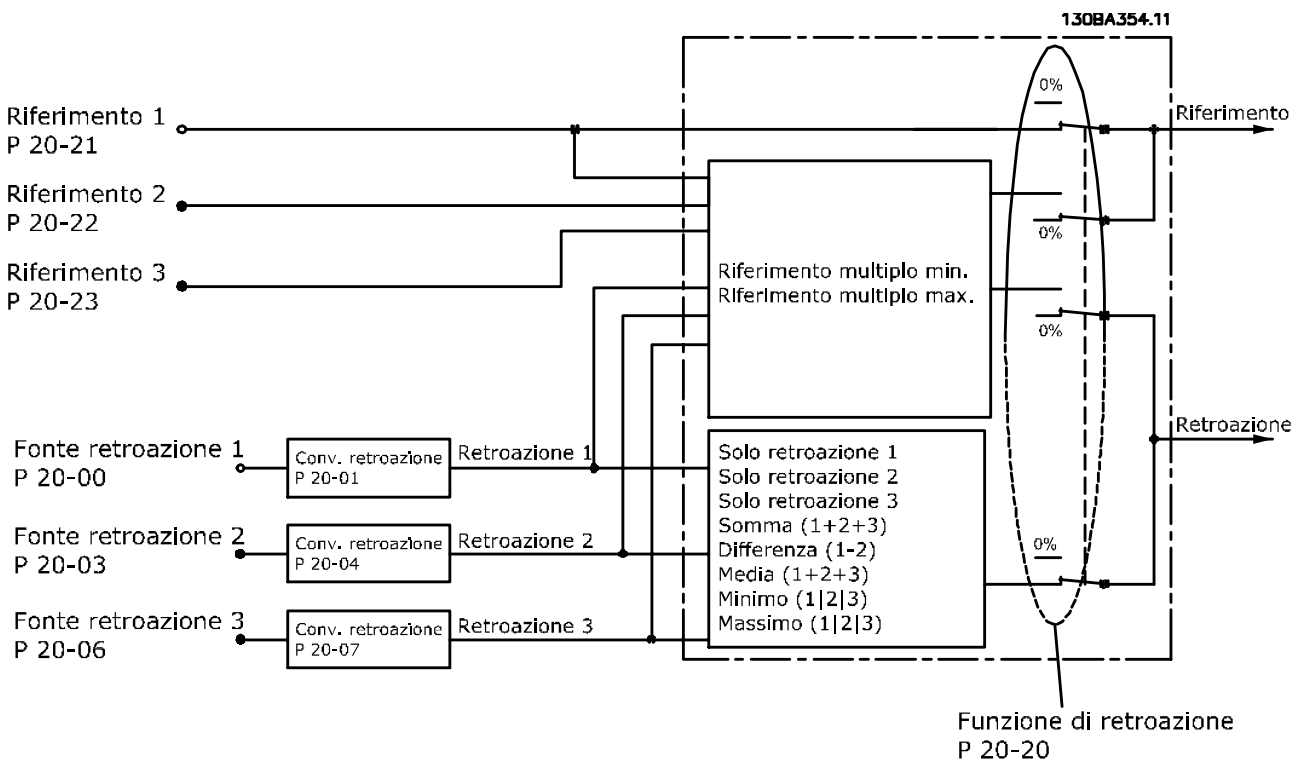 130BA354.11
0%
Riferimento 1
P 20-21
Riferimento
Riferimento 2
P 20-22
0%
Riferimento 3
P 20-23
Riferimento multiplo min.
Riferimento multiplo max.
0%
Fonte retroazione 1
P 20-00
Conv. retroazione
P 20-01
Retroazione 1
Retroazione
Fonte retroazione 2
P 20-03
Conv. retroazione
P 20-04
Retroazione 2
Fonte retroazione 3
P 20-06
Conv. retroazione
P 20-07
Retroazione 3
Solo retroazione 1
Solo retroazione 2
Solo retroazione 3
Somma (1+2+3)
Differenza (1-2)
Media (1+2+3)
Minimo (1|2|3)
Massimo (1|2|3)
0%
Funzione di retroazione
P 20-20